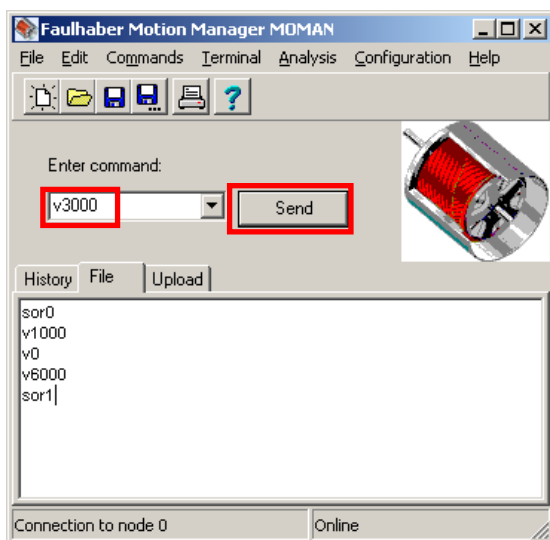 Faulhaber Motion Manager MOMAN
File Edit Commands Terminal Analysis Configuration Help
Enter command:
v3000 Send
History File Upload
sor0
v1000
v0
v6000
sor1
Connection to node 0 Online